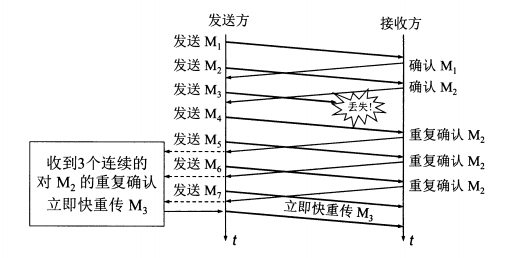 发送方
接收方
发送 M1
发送 M2
确认 M1
发送 M3
确认 M2
丢失!
发送 M4
重复确认 M2
发送 M5
收到3个连续的
对 M2 的重复确认
立即快重传 M3
重复确认 M2
发送 M6
重复确认 M2
发送 M7
立即快重传 M3
t
t